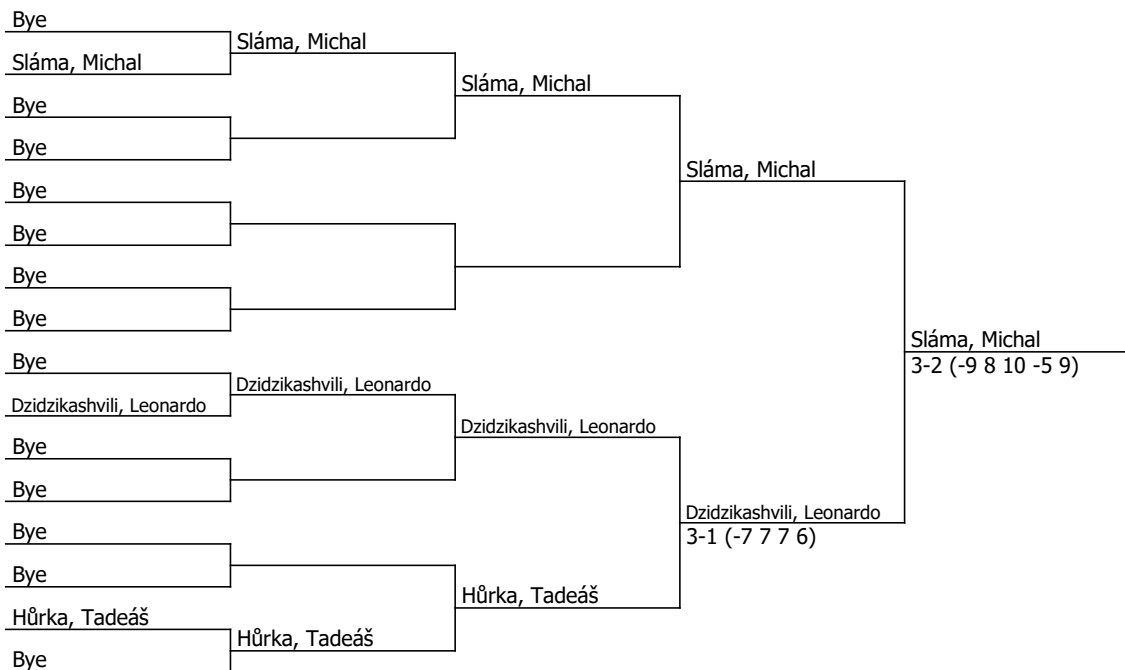 Bye
Sláma, Michal
Bye
Bye
Bye
Bye
Bye
Bye
Bye
Dzidzikashvili, Leonardo
Bye
Bye
Bye
Bye
Hůrka, Tadeáš
Bye
Sláma, Michal
Dzidzikashvili, Leonardo
Hůrka, Tadeáš
Sláma, Michal
Dzidzikashvili, Leonardo
Hůrka, Tadeáš
Sláma, Michal
Dzidzikashvili, Leonardo
3-1 (-7 7 7 6)
Sláma, Michal
3-2 (-9 8 10 -5 9)